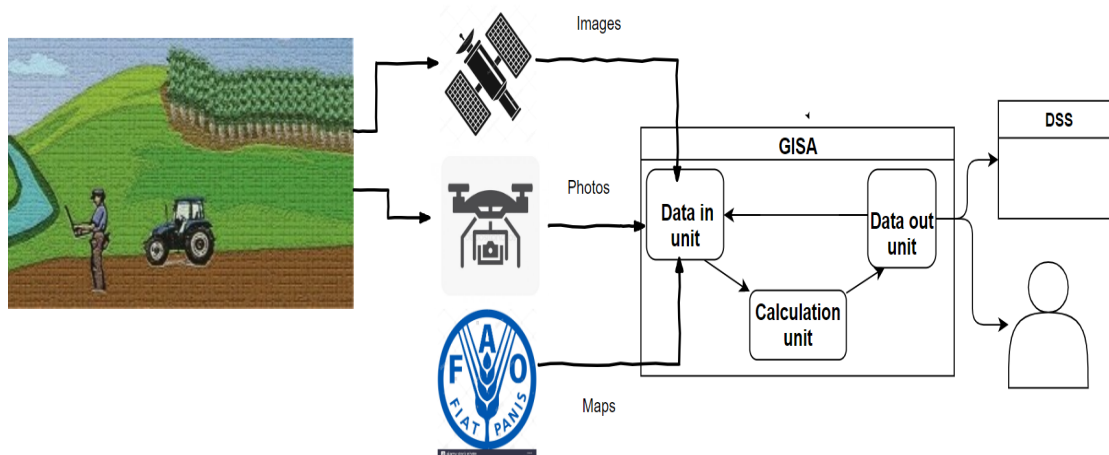 Images
Photos
Maps
GISA
Data in
unit
Calculation
unit
Data out
unit
DSS
F A O
FIAT PANIS